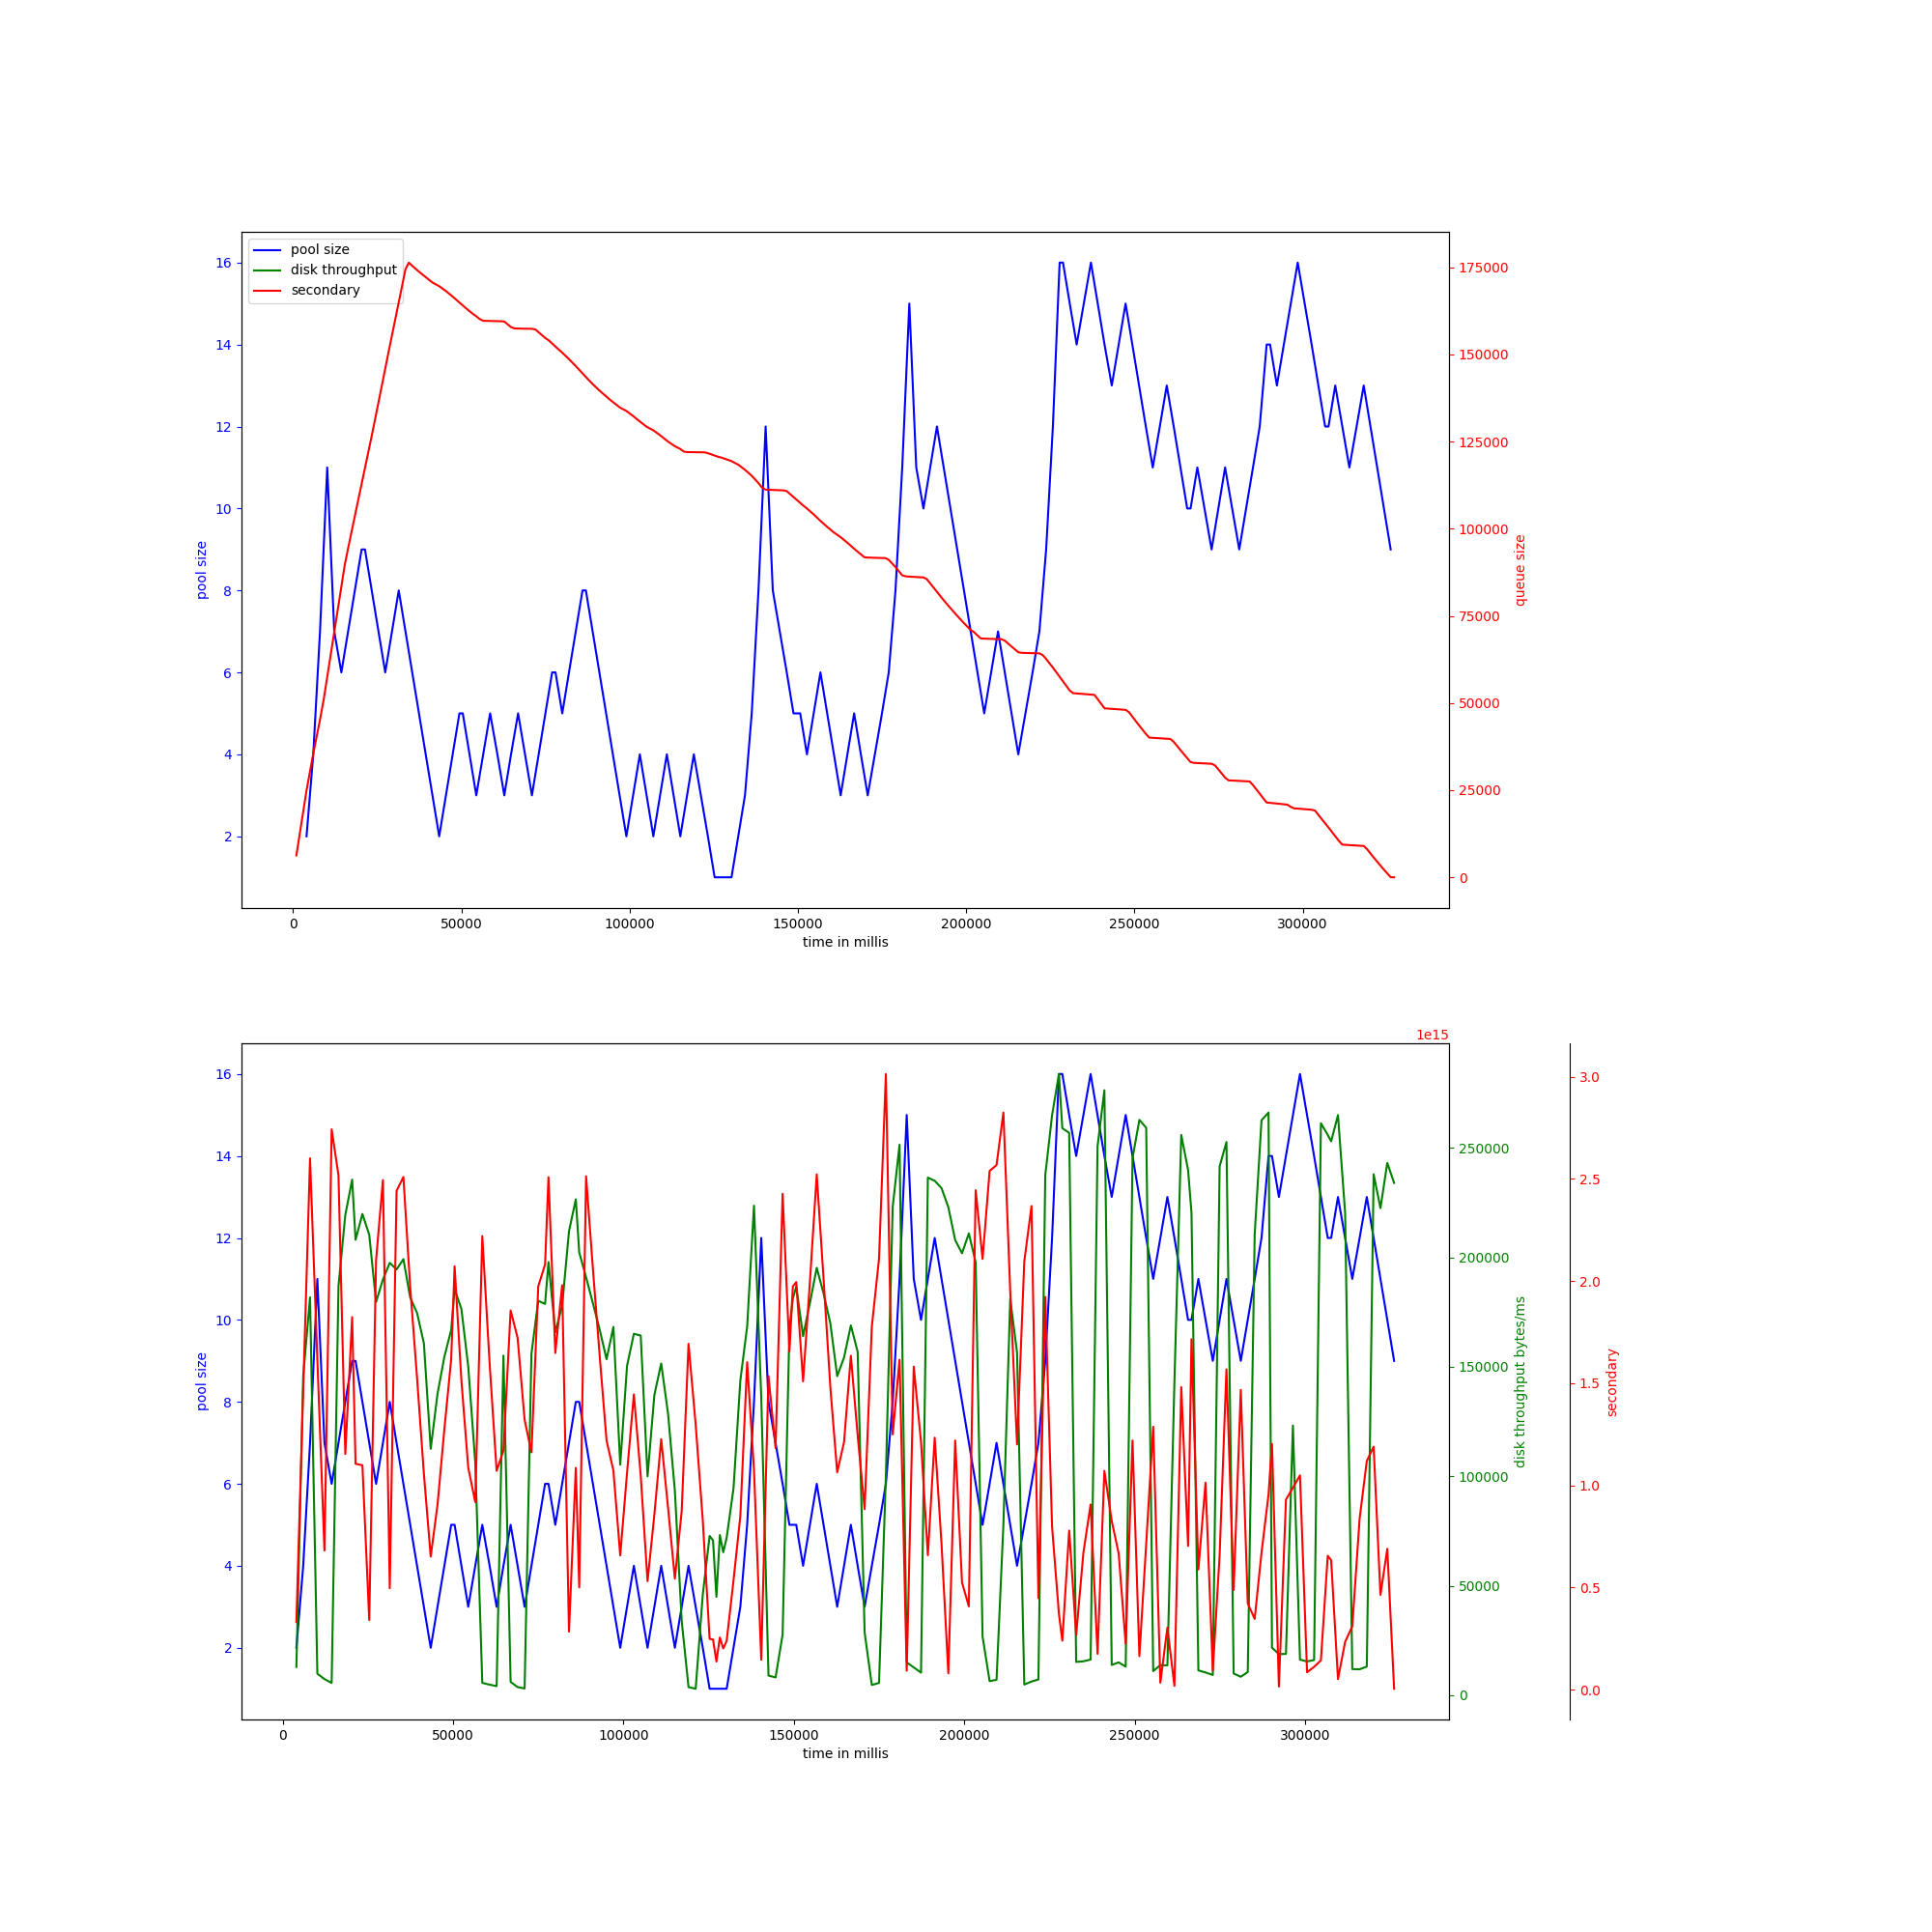 pool size
disk throughput
secondary
16
14
12
10
8
6
4
2
pool size
175000
150000
125000
100000
75000
50000
25000
0
queue size
0 50000 100000 150000 200000 250000 300000
time in millis
1e15
16
14
12
10
8
6
4
2
pool size
250000
200000
150000
100000
50000
0
disk throughput bytes/ms
3.0
2.5
2.0
1.5
1.0
0.5
0.0
secondary
0 50000 100000 150000 200000 250000 300000
time in millis